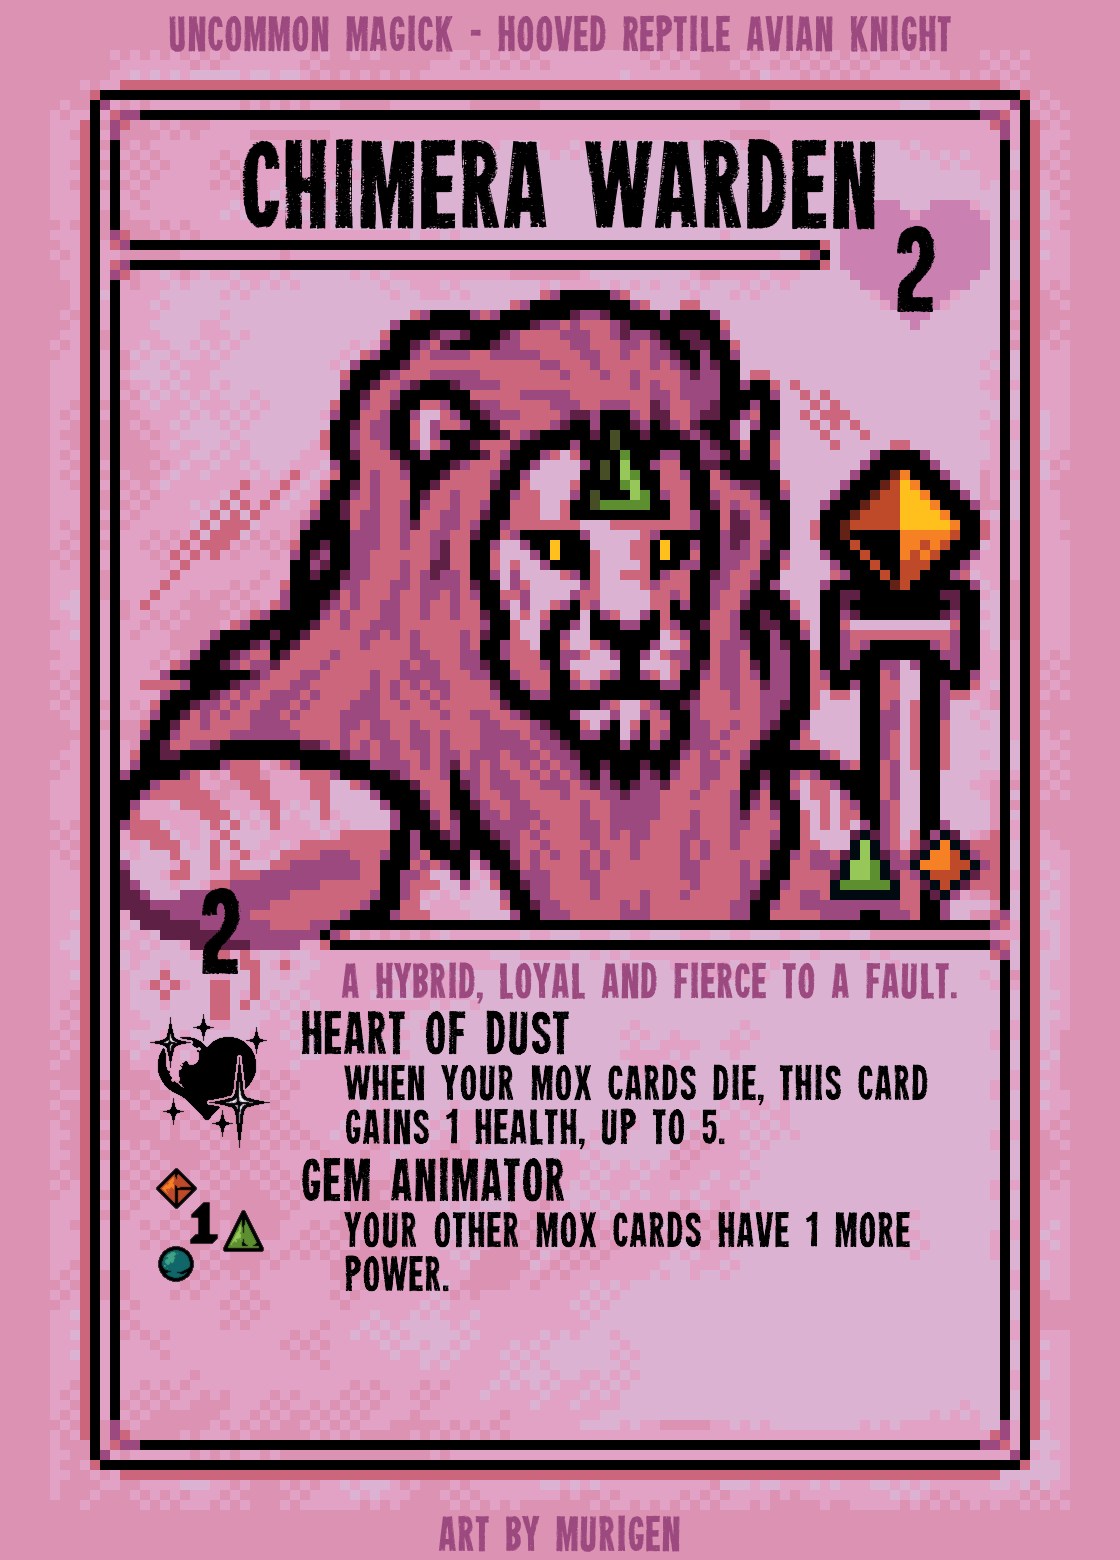 UNCOMMON MAGICK - HOOVED REPTILE AVIAN KNIGHT
CHIMERA WARDEN
2
2
A HYBRID, LOYAL AND FIERCE TO A FAULT.
HEART OF DUST
WHEN YOUR MOX CARDS DIE, THIS CARD
GAINS 1 HEALTH, UP TO 5.
GEM ANIMATOR
1
YOUR OTHER MOX CARDS HAVE 1 MORE
POWER.
ART BY MURIGEN